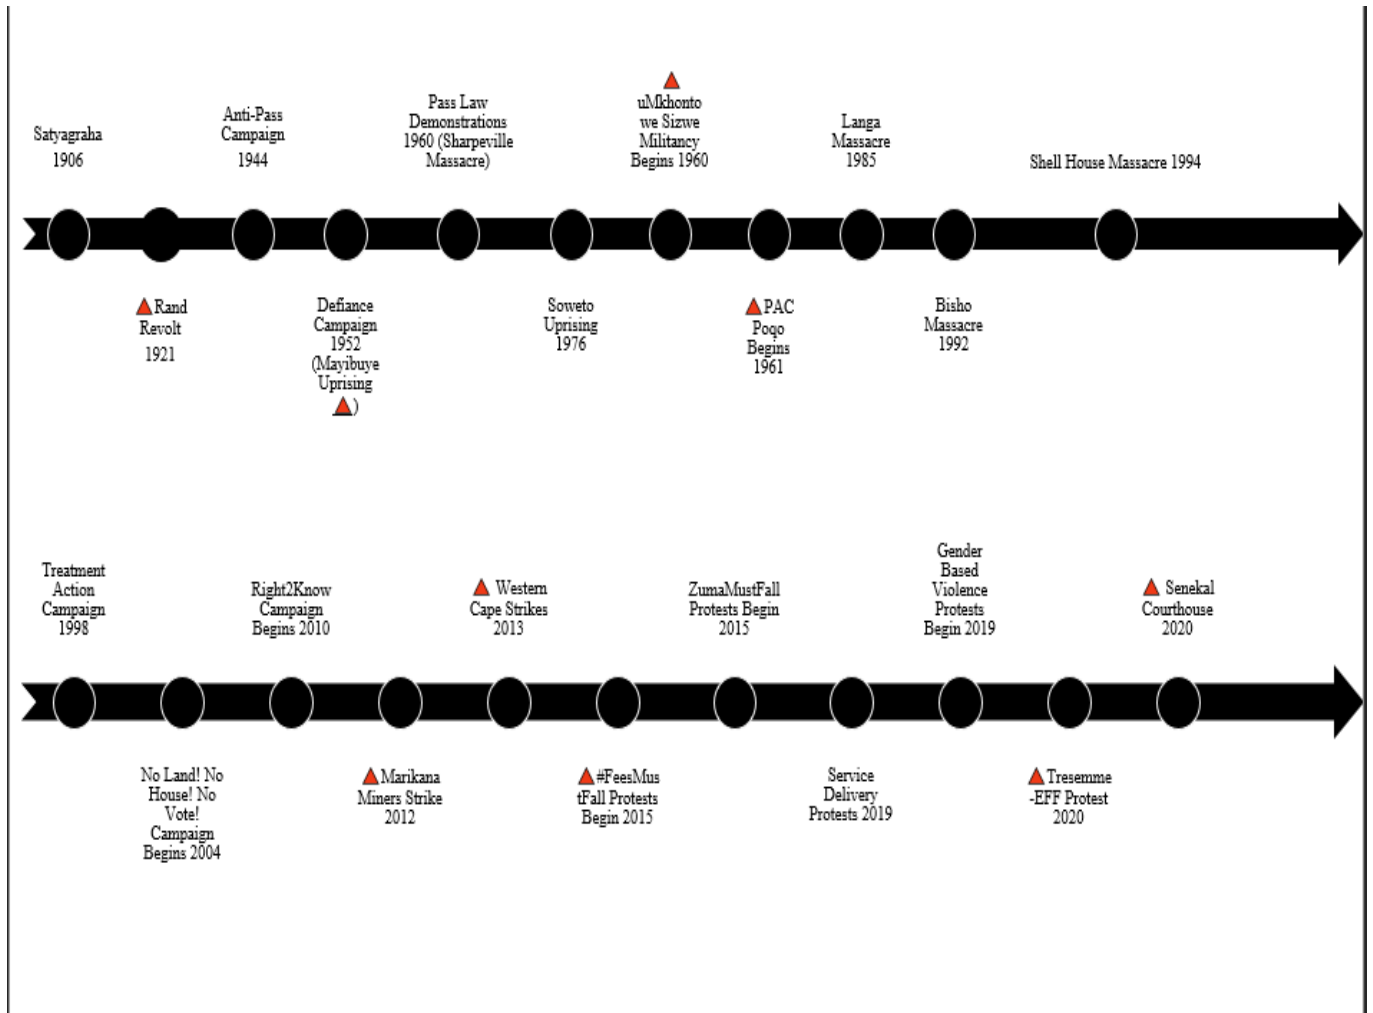 Satyagraha
1906
Anti-Pass
Campaign
1944
Pass Law
Demonstrations
1960 (Sharpeville
Massacre)
uMkhonto
we Sizwe
Militancy
Begins 1960
Langa
Massacre
1985
Shell House Massacre 1994
Rand
Revolt
1921
Defiance
Campaign
1952
(Mayibuye
Uprising
)
Soweto
Uprising
1976
PAC
Poqo
Begins
1961
Bisho
Massacre
1992
Treatment
Action
Campaign
1998
Right2Know
Campaign
Begins 2010
Western
Cape Strikes
2013
ZumaMustFall
Protests Begin
2015
Gender
Based
Violence
Protests
Begin 2019
Senekal
Courthouse
2020
No Land! No
House! No
Vote!
Campaign
Begins 2004
Marikana
Miners Strike
2012
#FeesMus
tFall Protests
Begin 2015
Service
Delivery
Protests 2019
Tresemme
-EFF Protest
2020